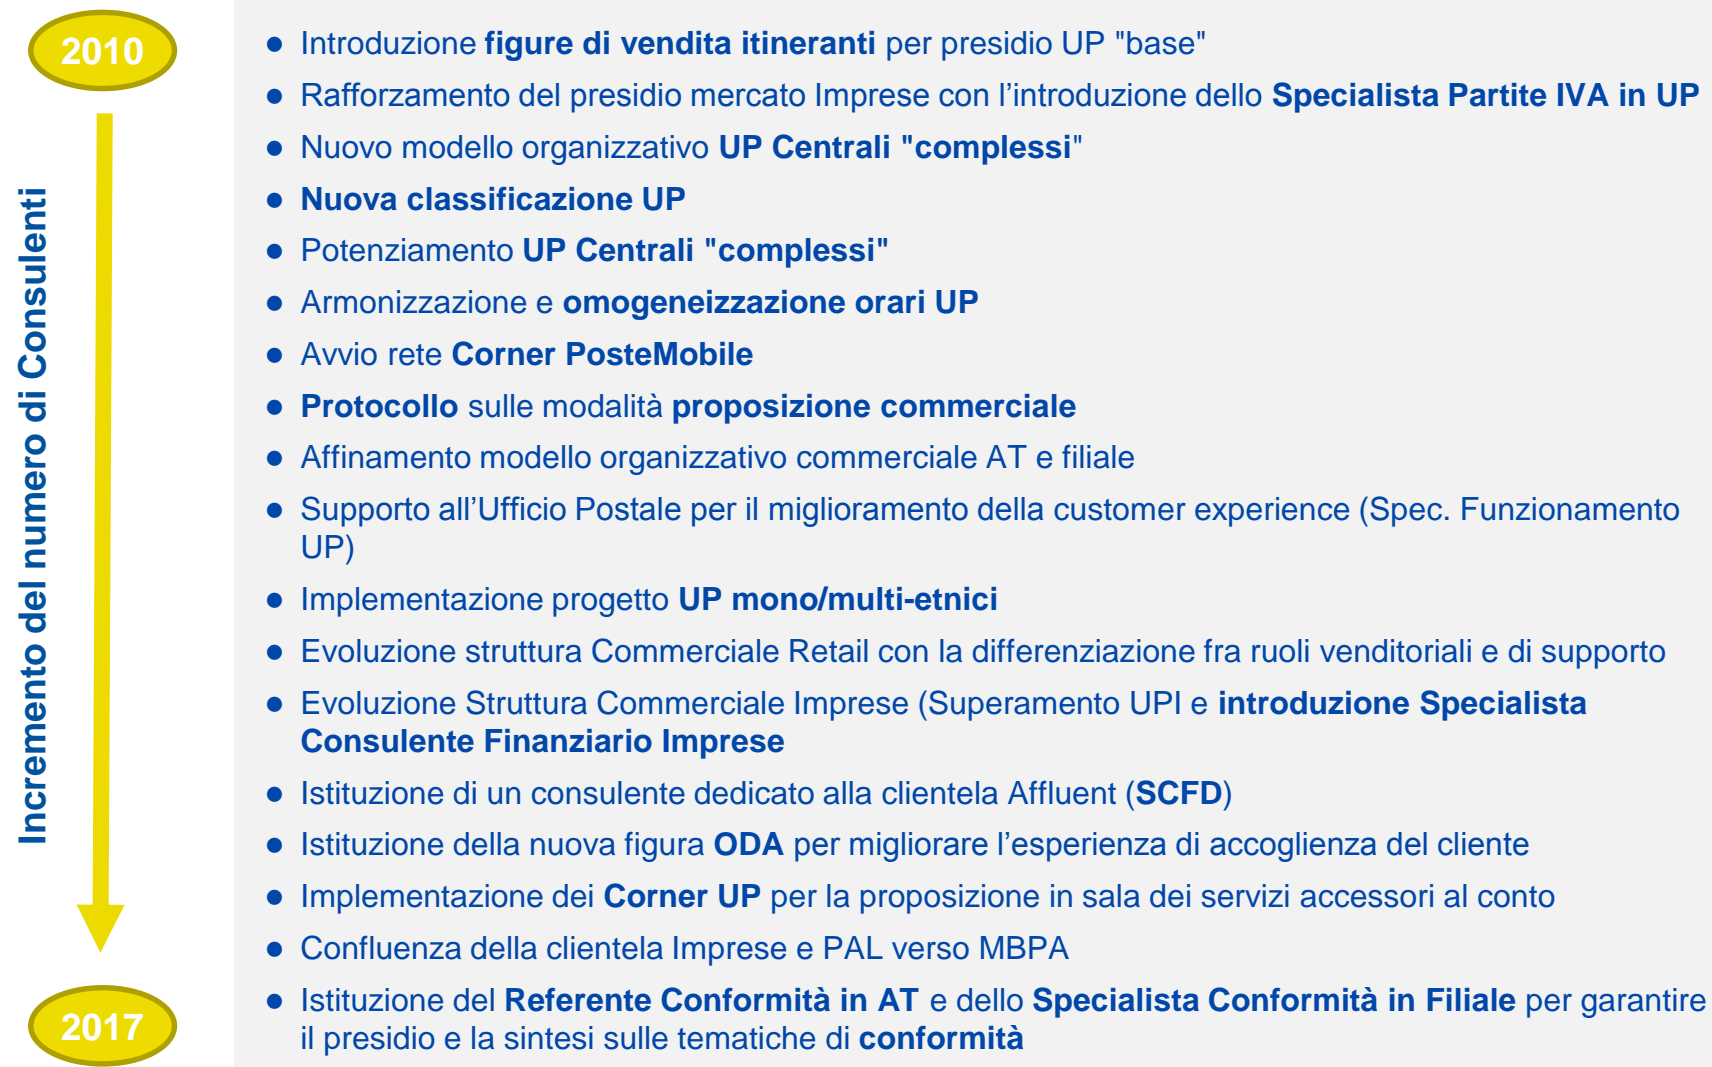 2010
Incremento del numero di Consulenti
2017
● Introduzione figure di vendita itineranti per presidio UP "base"
● Rafforzamento del presidio mercato Imprese con l’introduzione dello Specialista Partite IVA in UP
● Nuovo modello organizzativo UP Centrali "complessi"
● Nuova classificazione UP
● Potenziamento UP Centrali "complessi"
● Armonizzazione e omogeneizzazione orari UP
● Avvio rete Corner PosteMobile
● Protocollo sulle modalità proposizione commerciale
● Affinamento modello organizzativo commerciale AT e filiale
● Supporto all’Ufficio Postale per il miglioramento della customer experience (Spec. Funzionamento
UP)
● Implementazione progetto UP mono/multi-etnici
● Evoluzione struttura Commerciale Retail con la differenziazione fra ruoli venditoriali e di supporto
● Evoluzione Struttura Commerciale Imprese (Superamento UPI e introduzione Specialista
Consulente Finanziario Imprese
● Istituzione di un consulente dedicato alla clientela Affluent (SCFD)
● Istituzione della nuova figura ODA per migliorare l’esperienza di accoglienza del cliente
● Implementazione dei Corner UP per la proposizione in sala dei servizi accessori al conto
● Confluenza della clientela Imprese e PAL verso MBPA
● Istituzione del Referente Conformità in AT e dello Specialista Conformità in Filiale per garantire
il presidio e la sintesi sulle tematiche di conformità